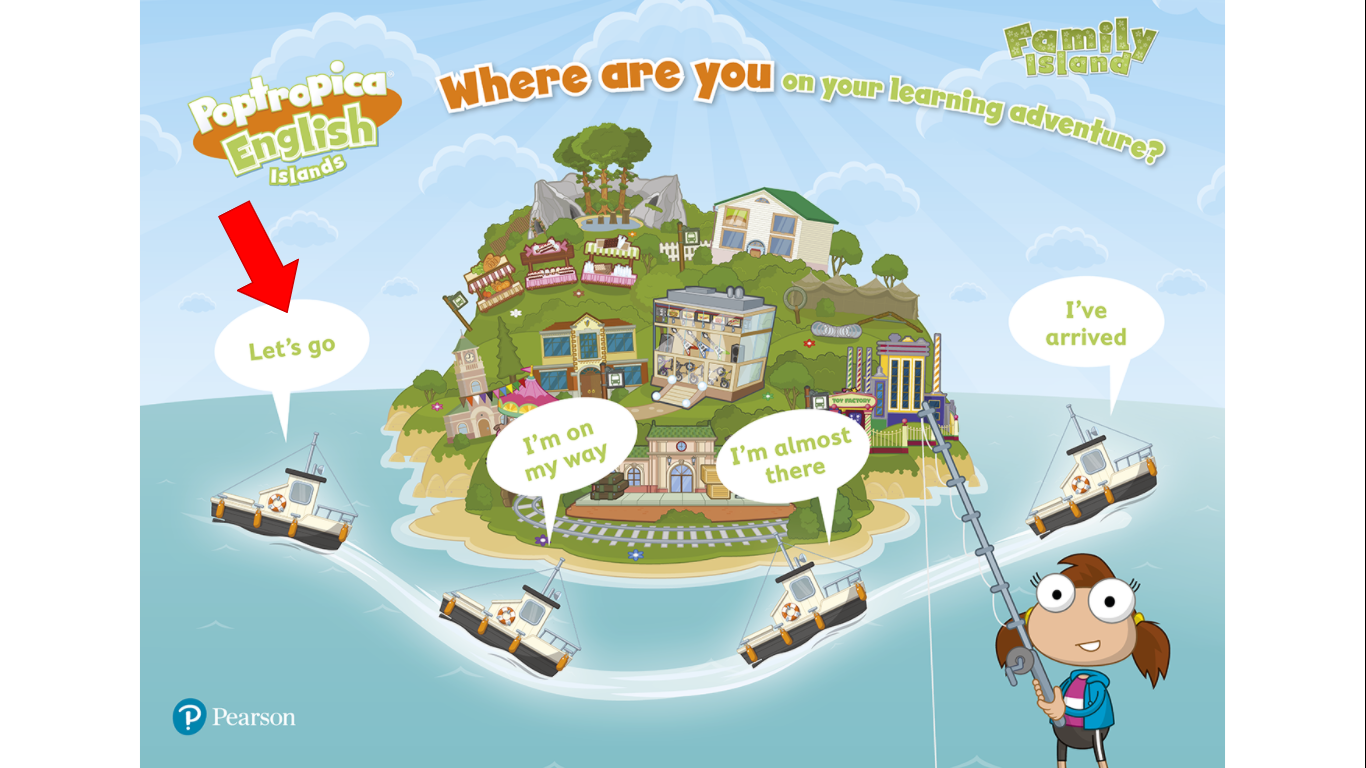 Poptropica
English
Islands
Where are you on your learning adventure?
Family
Island
Let's go
I'm on
my way
I'm almost
there
I've
arrived
TOY FACTORY
Pearson